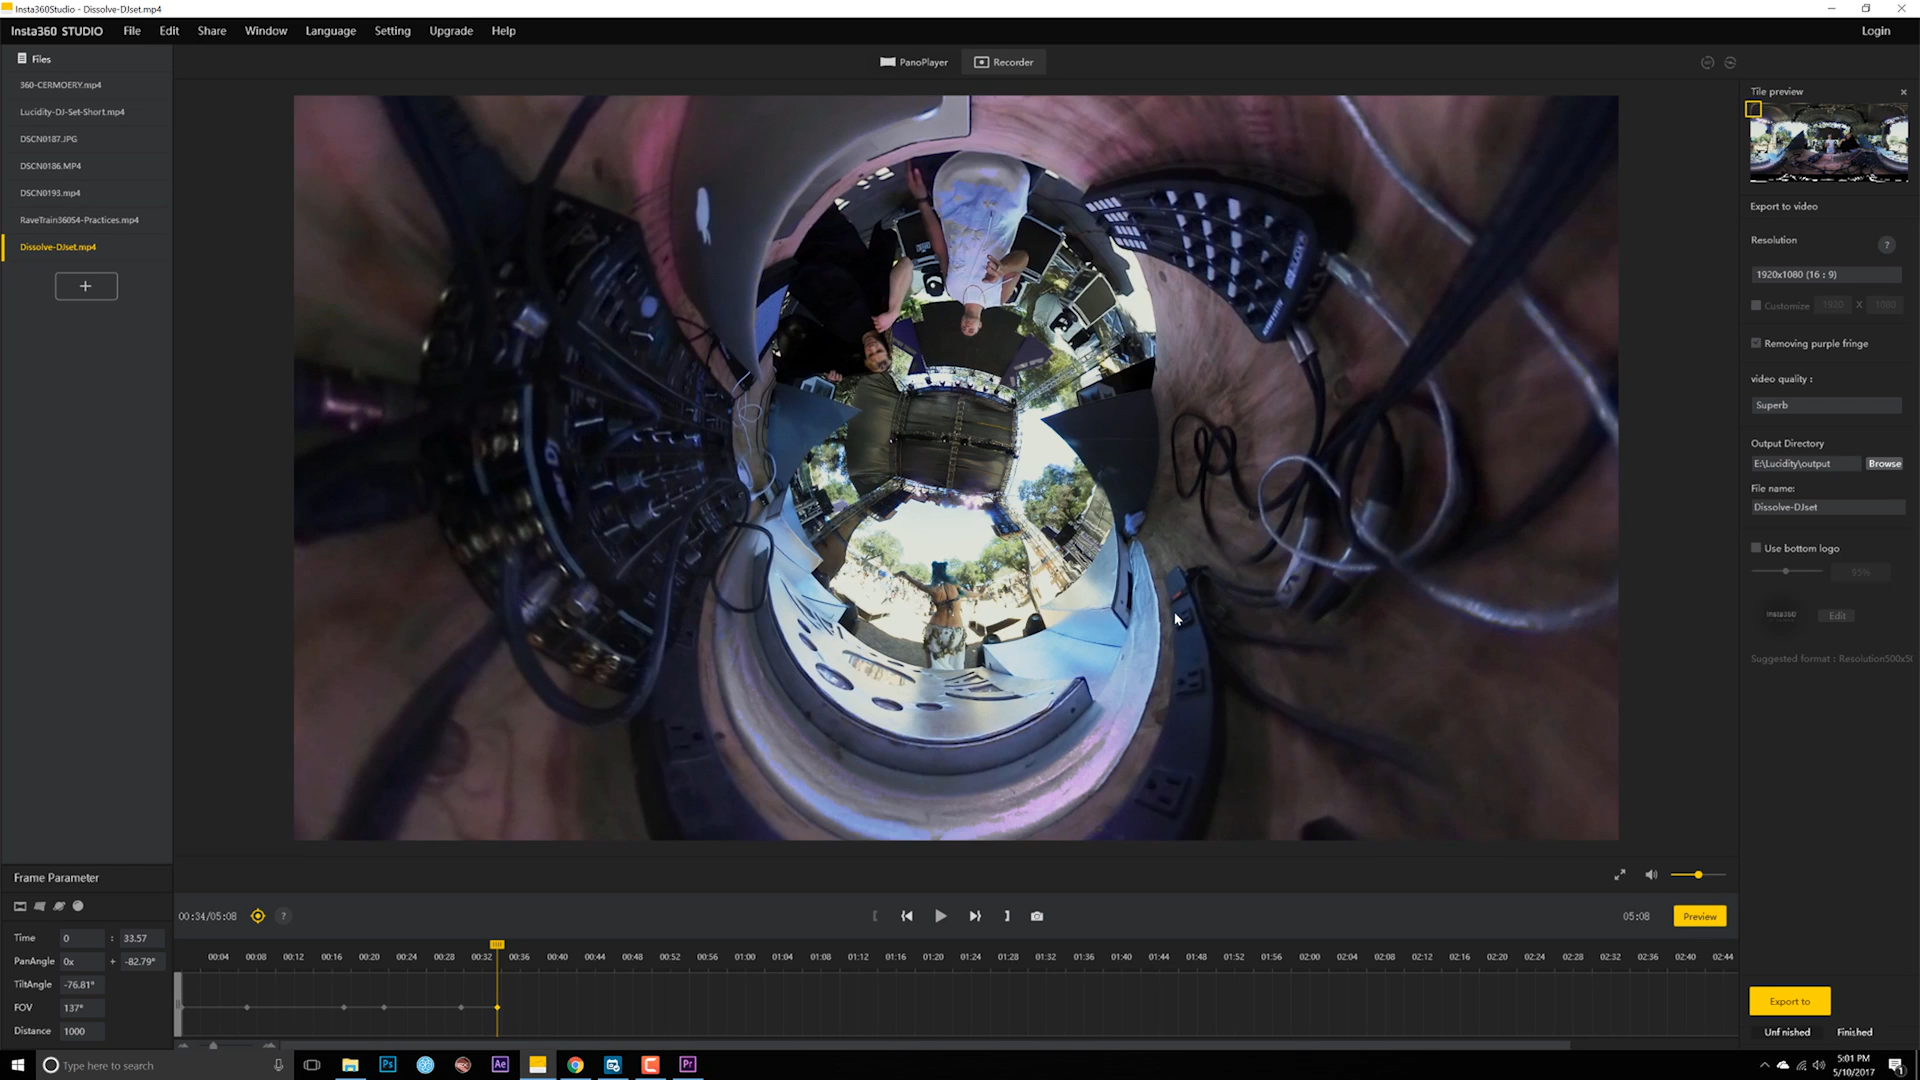 Insta360Studio - Dissolve-DJset.mp4
Insta360 STUDIO File Edit Share Window Language Setting Upgrade Help Login
Files
PanoPlayer Recorder
360-CERMOERY.mp4
Lucidity-DJ-Set-Short.mp4
DSCN0187.JPG
DSCN0186.MP4
DSCN0193.mp4
RaveTrain360S4-Practices.mp4
Dissolve-DJset.mp4
+
Tile preview
Export to video
Resolution ?
1920x1080 (16 : 9)
Customize 1920 X 1080
Removing purple fringe
video quality :
Superb
Output Directory
E:\Lucidity\output Browse
File name:
Dissolve-DJset
Use bottom logo
95%
Insta360 Edit
Suggested format : Resolution500x50
Frame Parameter
00:34/05:08 ? [ ] 05:08 Preview
Time 0 : 33.57
PanAngle 0x + -82.79°
TiltAngle -76.81°
FOV 137°
Distance 1000
00:04 00:08 00:12 00:16 00:20 00:24 00:28 00:32 00:36 00:40 00:44 00:48 00:52 00:56 01:00 01:04 01:08 01:12 01:16 01:20 01:24 01:28 01:32 01:36 01:40 01:44 01:48 01:52 01:56 02:00 02:04 02:08 02:12 02:16 02:20 02:24 02:28 02:32 02:36 02:40 02:44
Export to
Unfinished Finished
Type here to search
Ps Ae Pr
5:01 PM
5/10/2017
1